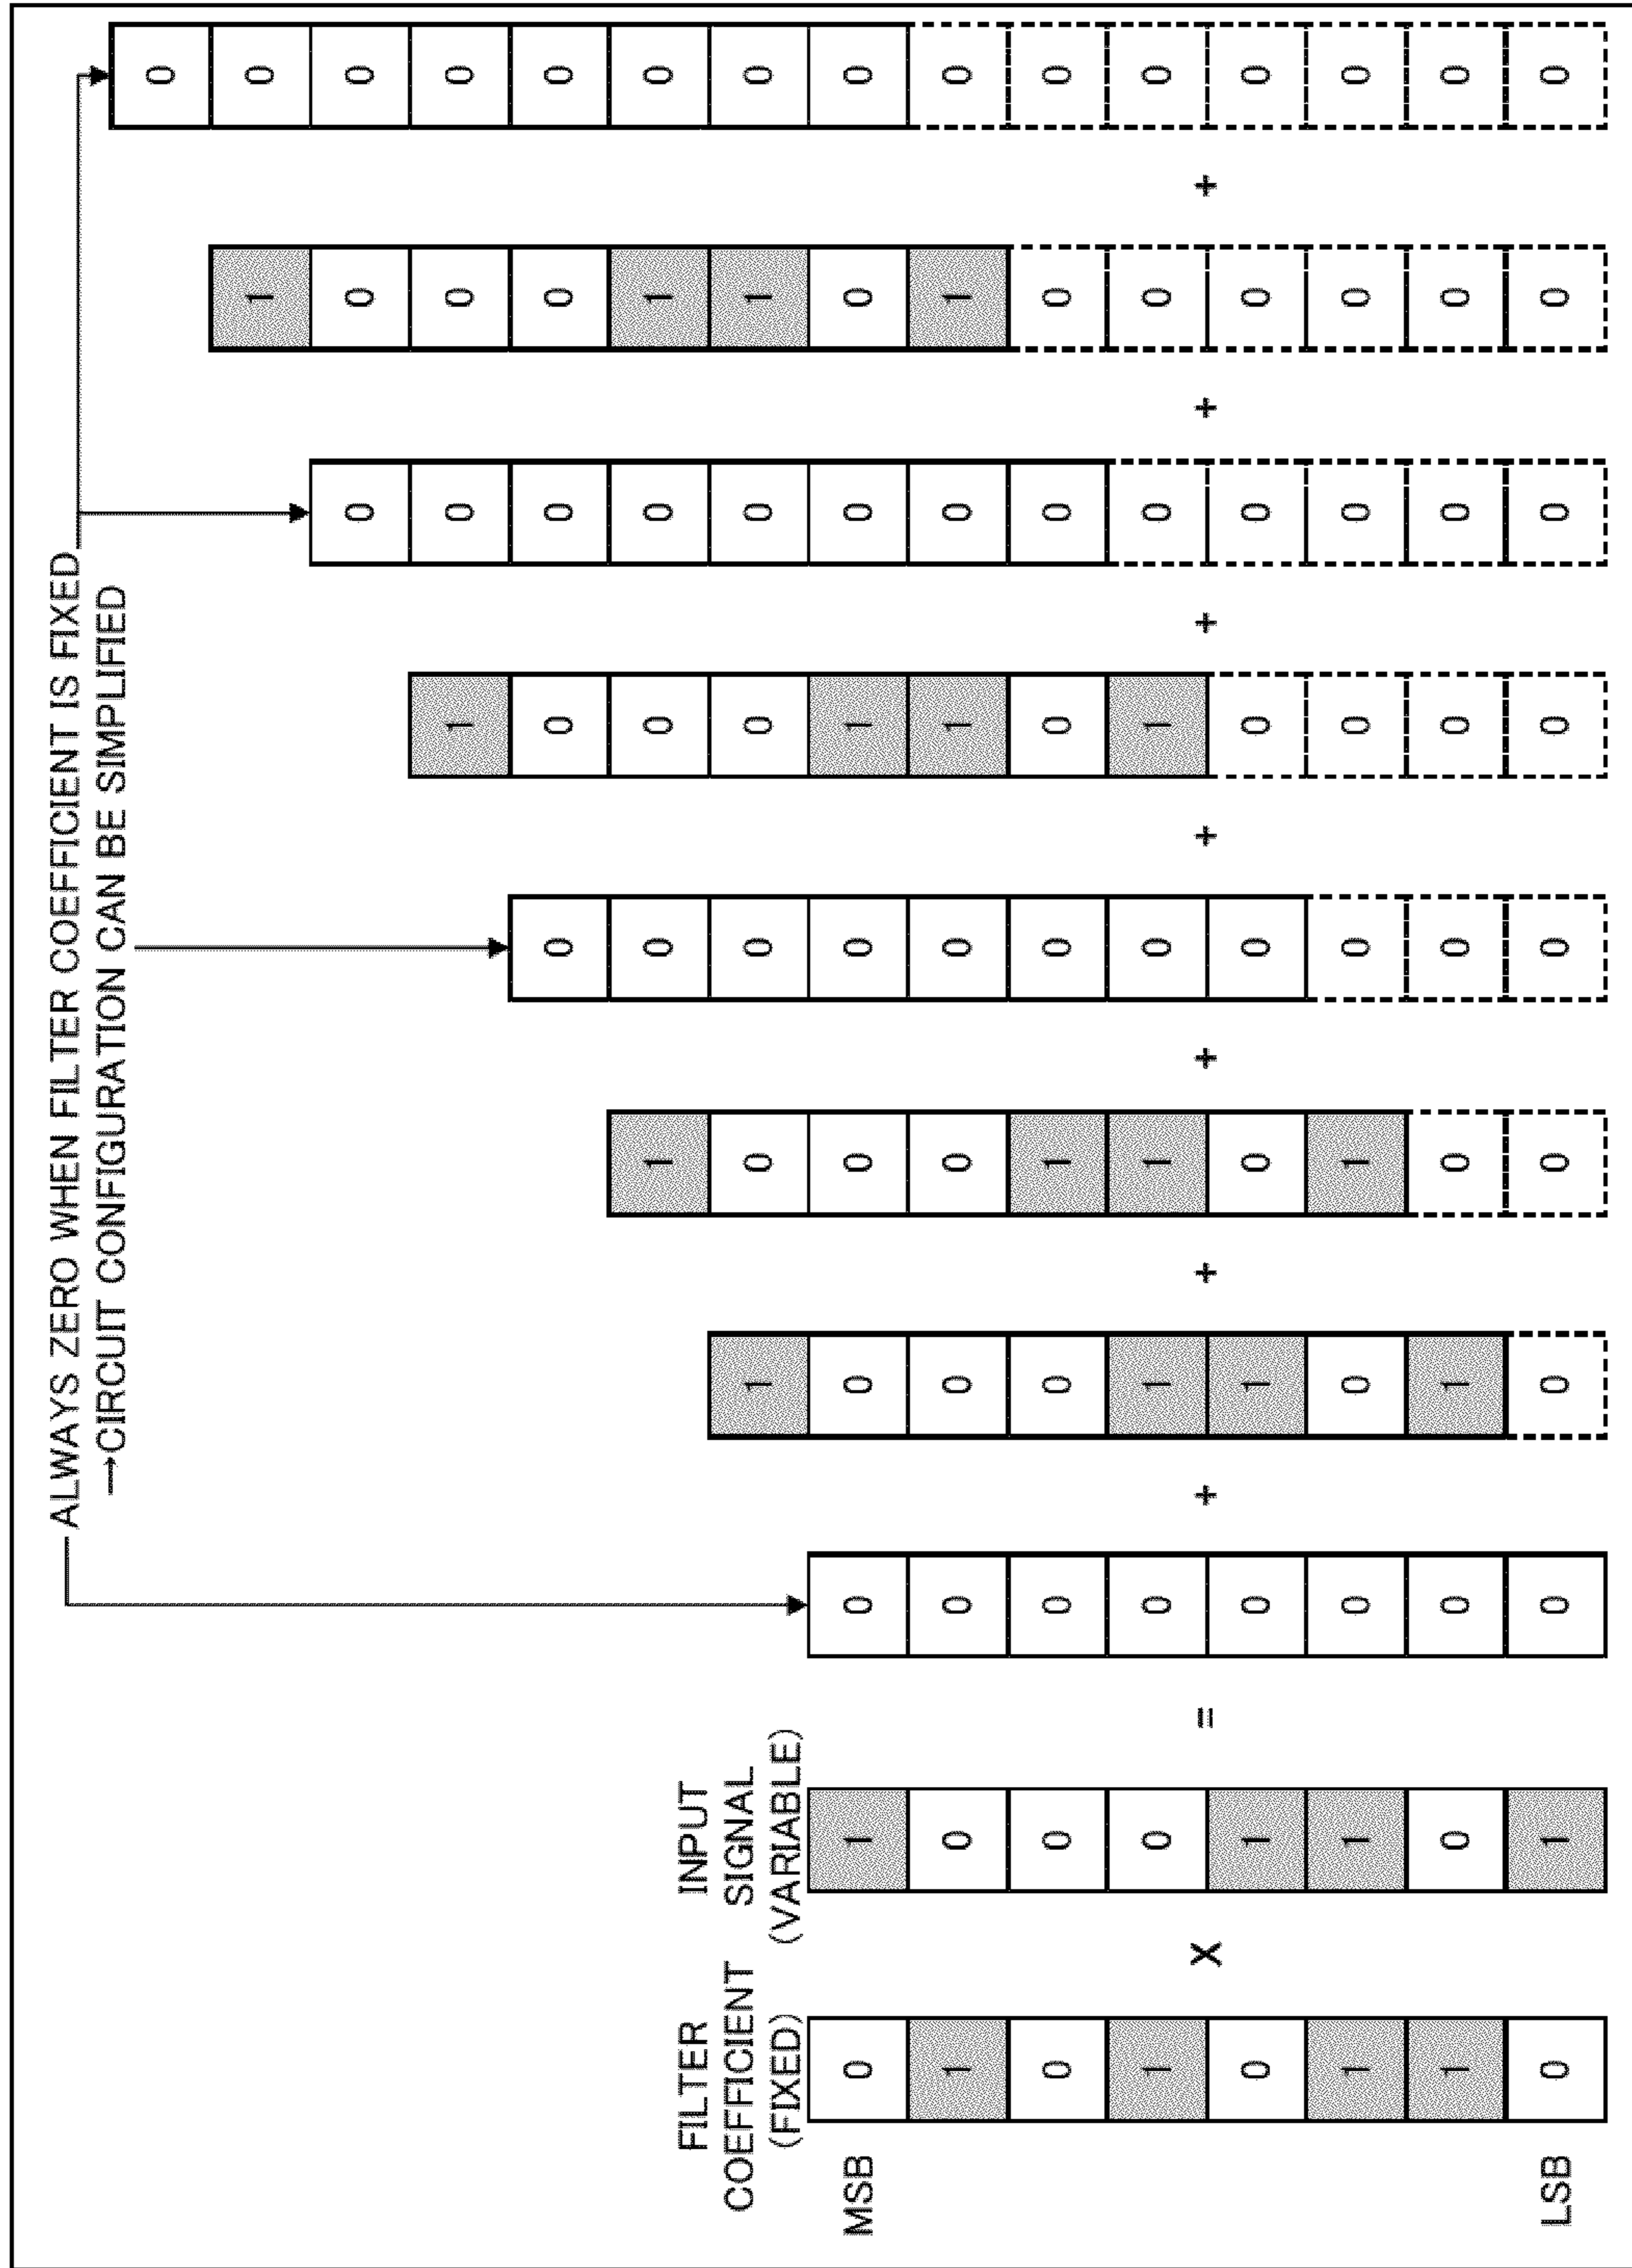 ALWAYS ZERO WHEN FILTER COEFFICIENT IS FIXED
→CIRCUIT CONFIGURATION CAN BE SIMPLIFIED
0
1 0
0 0 0
1 0 0 0
0 0 0 0 0
1 0 0 0 1 0
1 0 0 0 0 1 0
FILTER
COEFFICIENT
(FIXED)
INPUT
SIGNAL
(VARIABLE)
MSB 0 1 0 0 0 0 1 0 0 0
1 0 0 0 0 0 1 0 1 0
0 0 0 0 1 0 0 0 0 0
1 0 0 1 1 0 1 0 0 0
X = + + + + + + +
0 1 0 1 0 0 0 0 0 0
1 1 0 0 1 0 0 0 0 0
1 0 0 1 0 0 0 0 0 0
LSB 0 1 0 0 0 0 0 0 0 0